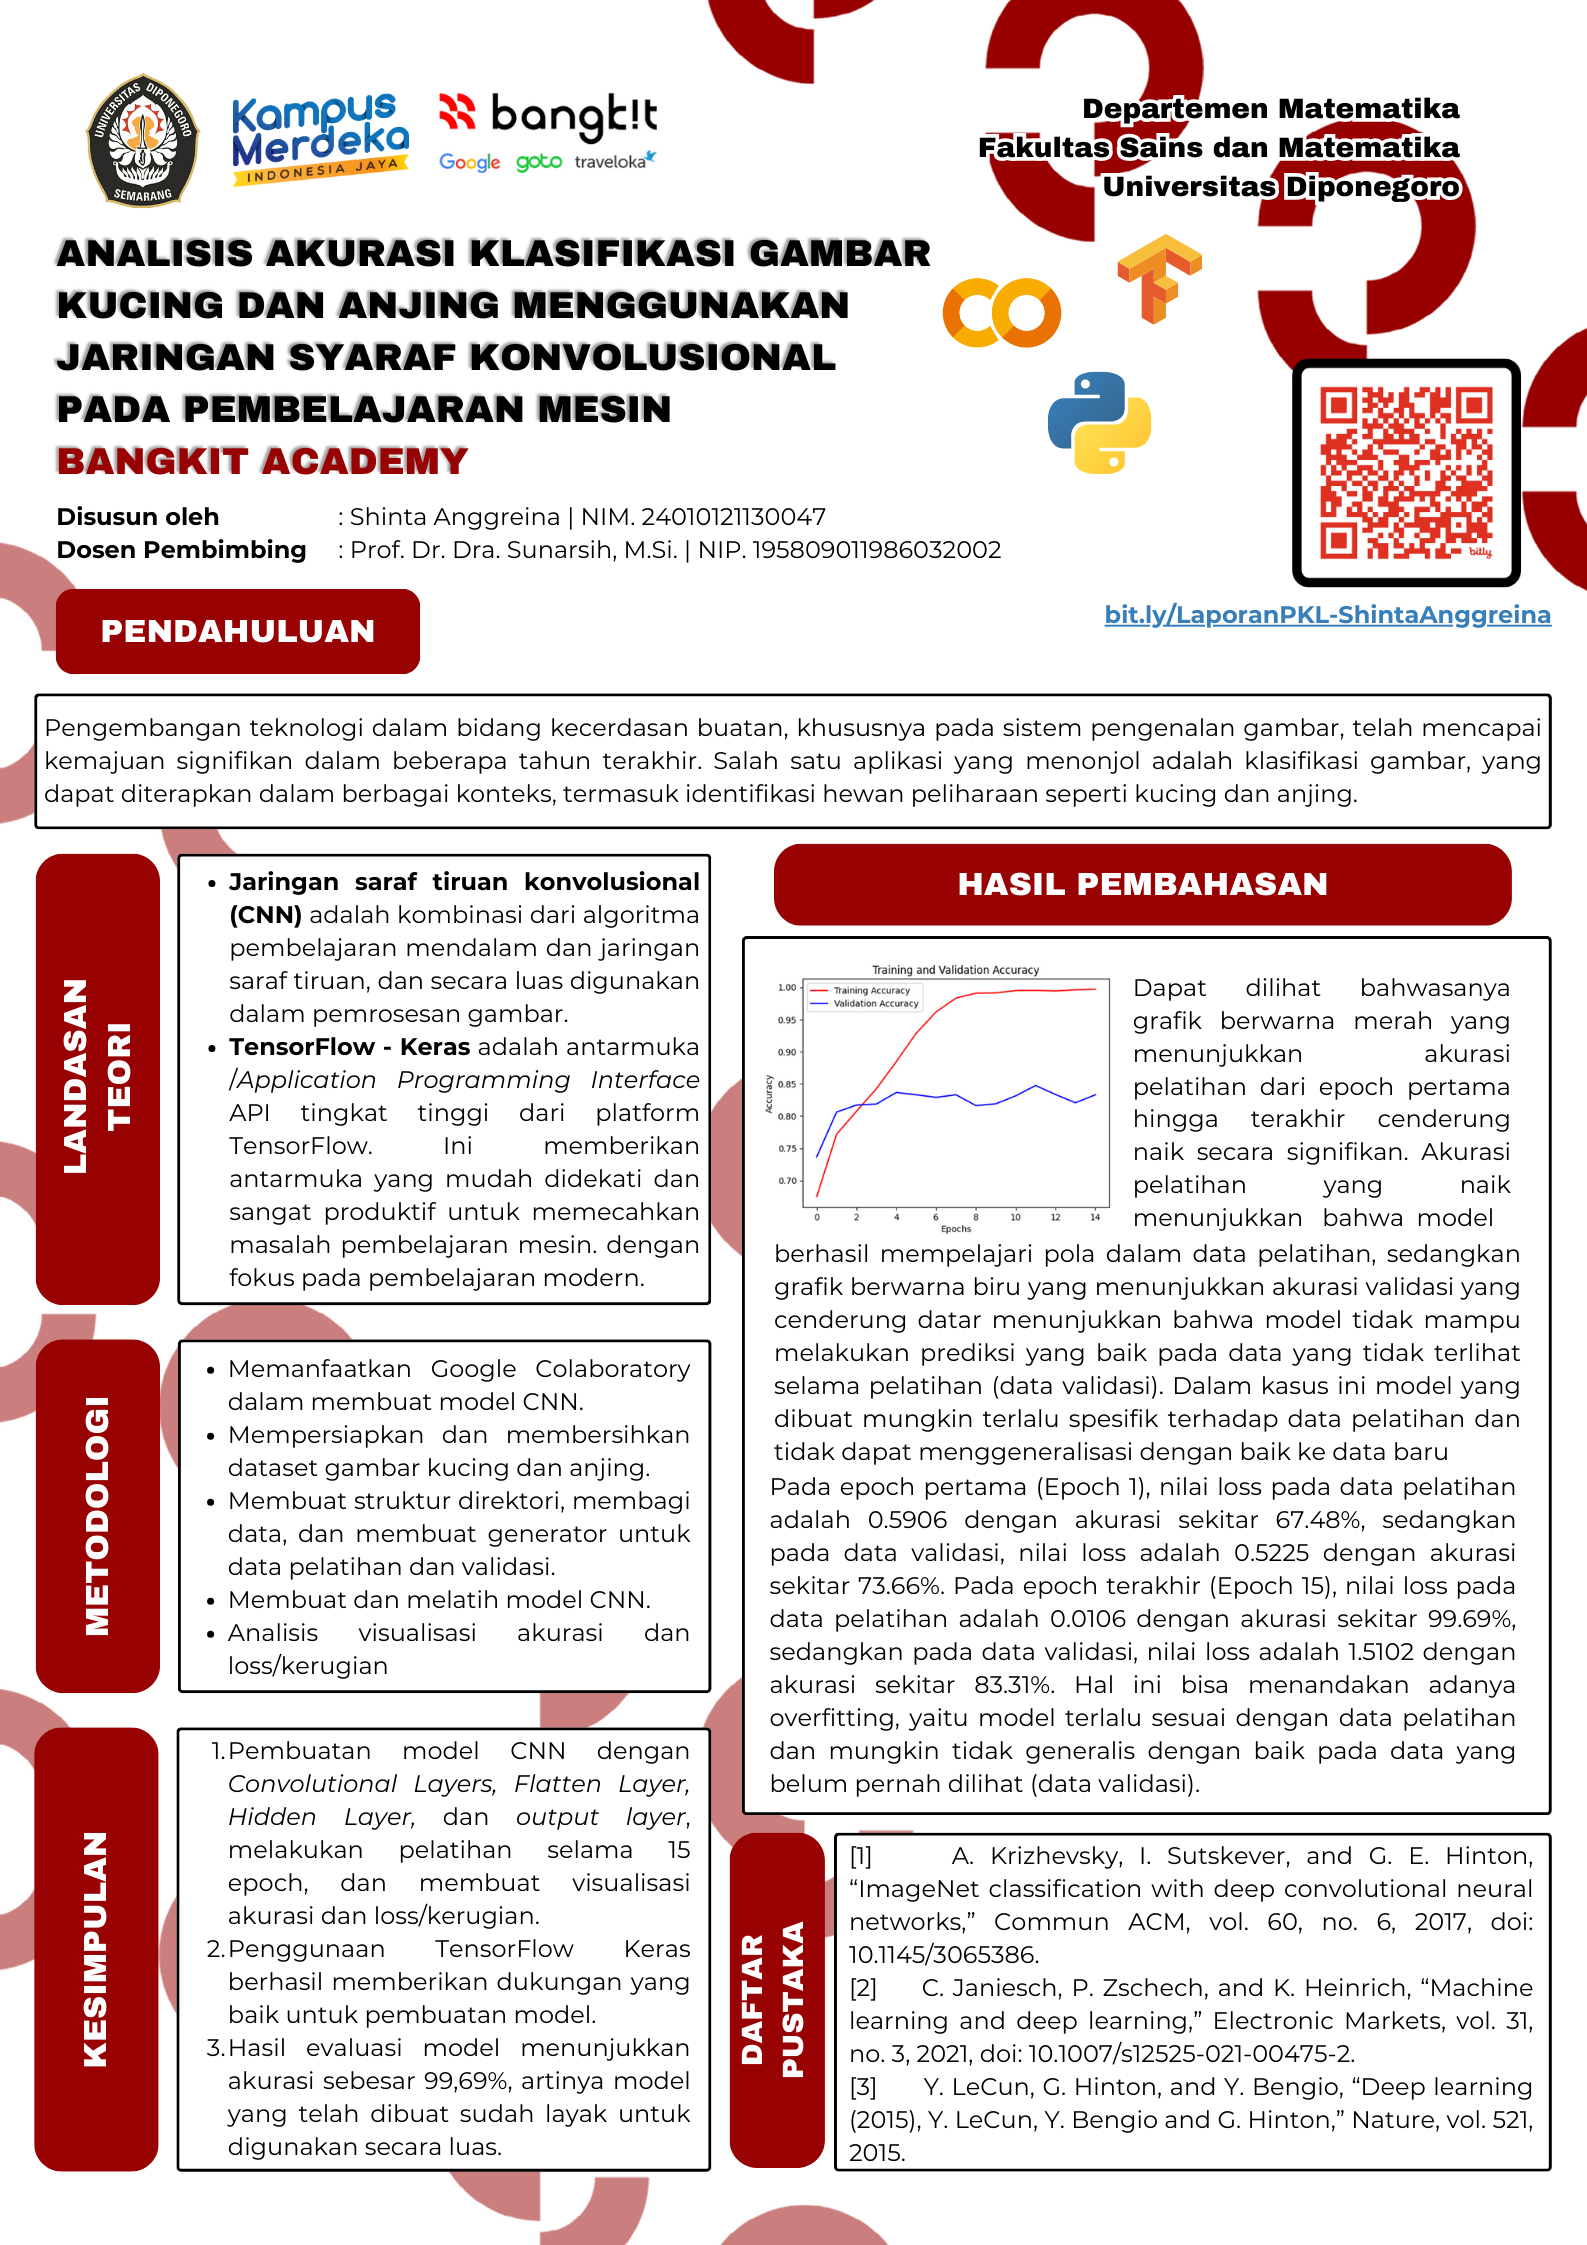 UNIVERSITAS DIPONEGORO
SEMARANG
Kampus
Merdeka
INDONESIA JAYA
bangk!t
Google goto traveloka
Departemen Matematika
Fakultas Sains dan Matematika
Universitas Diponegoro
ANALISIS AKURASI KLASIFIKASI GAMBAR
KUCING DAN ANJING MENGGUNAKAN
JARINGAN SYARAF KONVOLUSIONAL
PADA PEMBELAJARAN MESIN
BANGKIT ACADEMY
Disusun oleh : Shinta Anggreina | NIM. 24010121130047
Dosen Pembimbing : Prof. Dr. Dra. Sunarsih, M.Si. | NIP. 195809011986032002
bitly
bit.ly/LaporanPKL-ShintaAnggreina
PENDAHULUAN
Pengembangan teknologi dalam bidang kecerdasan buatan, khususnya pada sistem pengenalan gambar, telah mencapai
kemajuan signifikan dalam beberapa tahun terakhir. Salah satu aplikasi yang menonjol adalah klasifikasi gambar, yang
dapat diterapkan dalam berbagai konteks, termasuk identifikasi hewan peliharaan seperti kucing dan anjing.
LANDASAN
TEORI
• Jaringan saraf tiruan konvolusional
(CNN) adalah kombinasi dari algoritma
pembelajaran mendalam dan jaringan
saraf tiruan, dan secara luas digunakan
dalam pemrosesan gambar.
• TensorFlow - Keras adalah antarmuka
/Application Programming Interface
API tingkat tinggi dari platform
TensorFlow. Ini memberikan
antarmuka yang mudah didekati dan
sangat produktif untuk memecahkan
masalah pembelajaran mesin. dengan
fokus pada pembelajaran modern.
METODOLOGI
• Memanfaatkan Google Colaboratory
dalam membuat model CNN.
• Mempersiapkan dan membersihkan
dataset gambar kucing dan anjing.
• Membuat struktur direktori, membagi
data, dan membuat generator untuk
data pelatihan dan validasi.
• Membuat dan melatih model CNN.
• Analisis visualisasi akurasi dan
loss/kerugian
KESIMPULAN
1. Pembuatan model CNN dengan
Convolutional Layers, Flatten Layer,
Hidden Layer, dan output layer,
melakukan pelatihan selama 15
epoch, dan membuat visualisasi
akurasi dan loss/kerugian.
2. Penggunaan TensorFlow Keras
berhasil memberikan dukungan yang
baik untuk pembuatan model.
3. Hasil evaluasi model menunjukkan
akurasi sebesar 99,69%, artinya model
yang telah dibuat sudah layak untuk
digunakan secara luas.
HASIL PEMBAHASAN
Training and Validation Accuracy
Training Accuracy
Validation Accuracy
1.00
0.95
0.90
0.85
0.80
0.75
0.70
Accuracy
0 2 4 6 8 10 12 14
Epochs
Dapat dilihat bahwasanya
grafik berwarna merah yang
menunjukkan akurasi
pelatihan dari epoch pertama
hingga terakhir cenderung
naik secara signifikan. Akurasi
pelatihan yang naik
menunjukkan bahwa model
berhasil mempelajari pola dalam data pelatihan, sedangkan
grafik berwarna biru yang menunjukkan akurasi validasi yang
cenderung datar menunjukkan bahwa model tidak mampu
melakukan prediksi yang baik pada data yang tidak terlihat
selama pelatihan (data validasi). Dalam kasus ini model yang
dibuat mungkin terlalu spesifik terhadap data pelatihan dan
tidak dapat menggeneralisasi dengan baik ke data baru
Pada epoch pertama (Epoch 1), nilai loss pada data pelatihan
adalah 0.5906 dengan akurasi sekitar 67.48%, sedangkan
pada data validasi, nilai loss adalah 0.5225 dengan akurasi
sekitar 73.66%. Pada epoch terakhir (Epoch 15), nilai loss pada
data pelatihan adalah 0.0106 dengan akurasi sekitar 99.69%,
sedangkan pada data validasi, nilai loss adalah 1.5102 dengan
akurasi sekitar 83.31%. Hal ini bisa menandakan adanya
overfitting, yaitu model terlalu sesuai dengan data pelatihan
dan mungkin tidak generalis dengan baik pada data yang
belum pernah dilihat (data validasi).
DAFTAR
PUSTAKA
[1] A. Krizhevsky, I. Sutskever, and G. E. Hinton,
“ImageNet classification with deep convolutional neural
networks,” Commun ACM, vol. 60, no. 6, 2017, doi:
10.1145/3065386.
[2] C. Janiesch, P. Zschech, and K. Heinrich, “Machine
learning and deep learning,” Electronic Markets, vol. 31,
no. 3, 2021, doi: 10.1007/s12525-021-00475-2.
[3] Y. LeCun, G. Hinton, and Y. Bengio, “Deep learning
(2015), Y. LeCun, Y. Bengio and G. Hinton,” Nature, vol. 521,
2015.